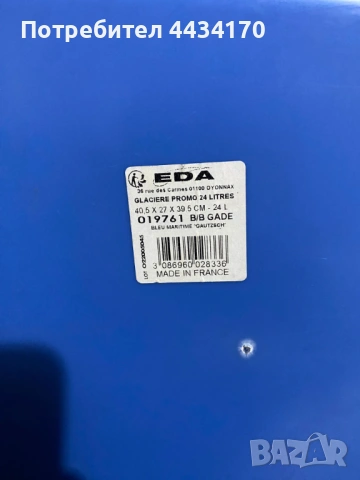 Потребител 4434170
EDA
36 rue des Carmes 01100 OYONNAX
GLACIERE PROMO 24 LITRES
40,5 X 27 X 39,5 CM - 24 L
019761 B/B GADE
BLEU MARITIME "GAUTZSCH"
3 086960 028336
MADE IN FRANCE
BAZAR